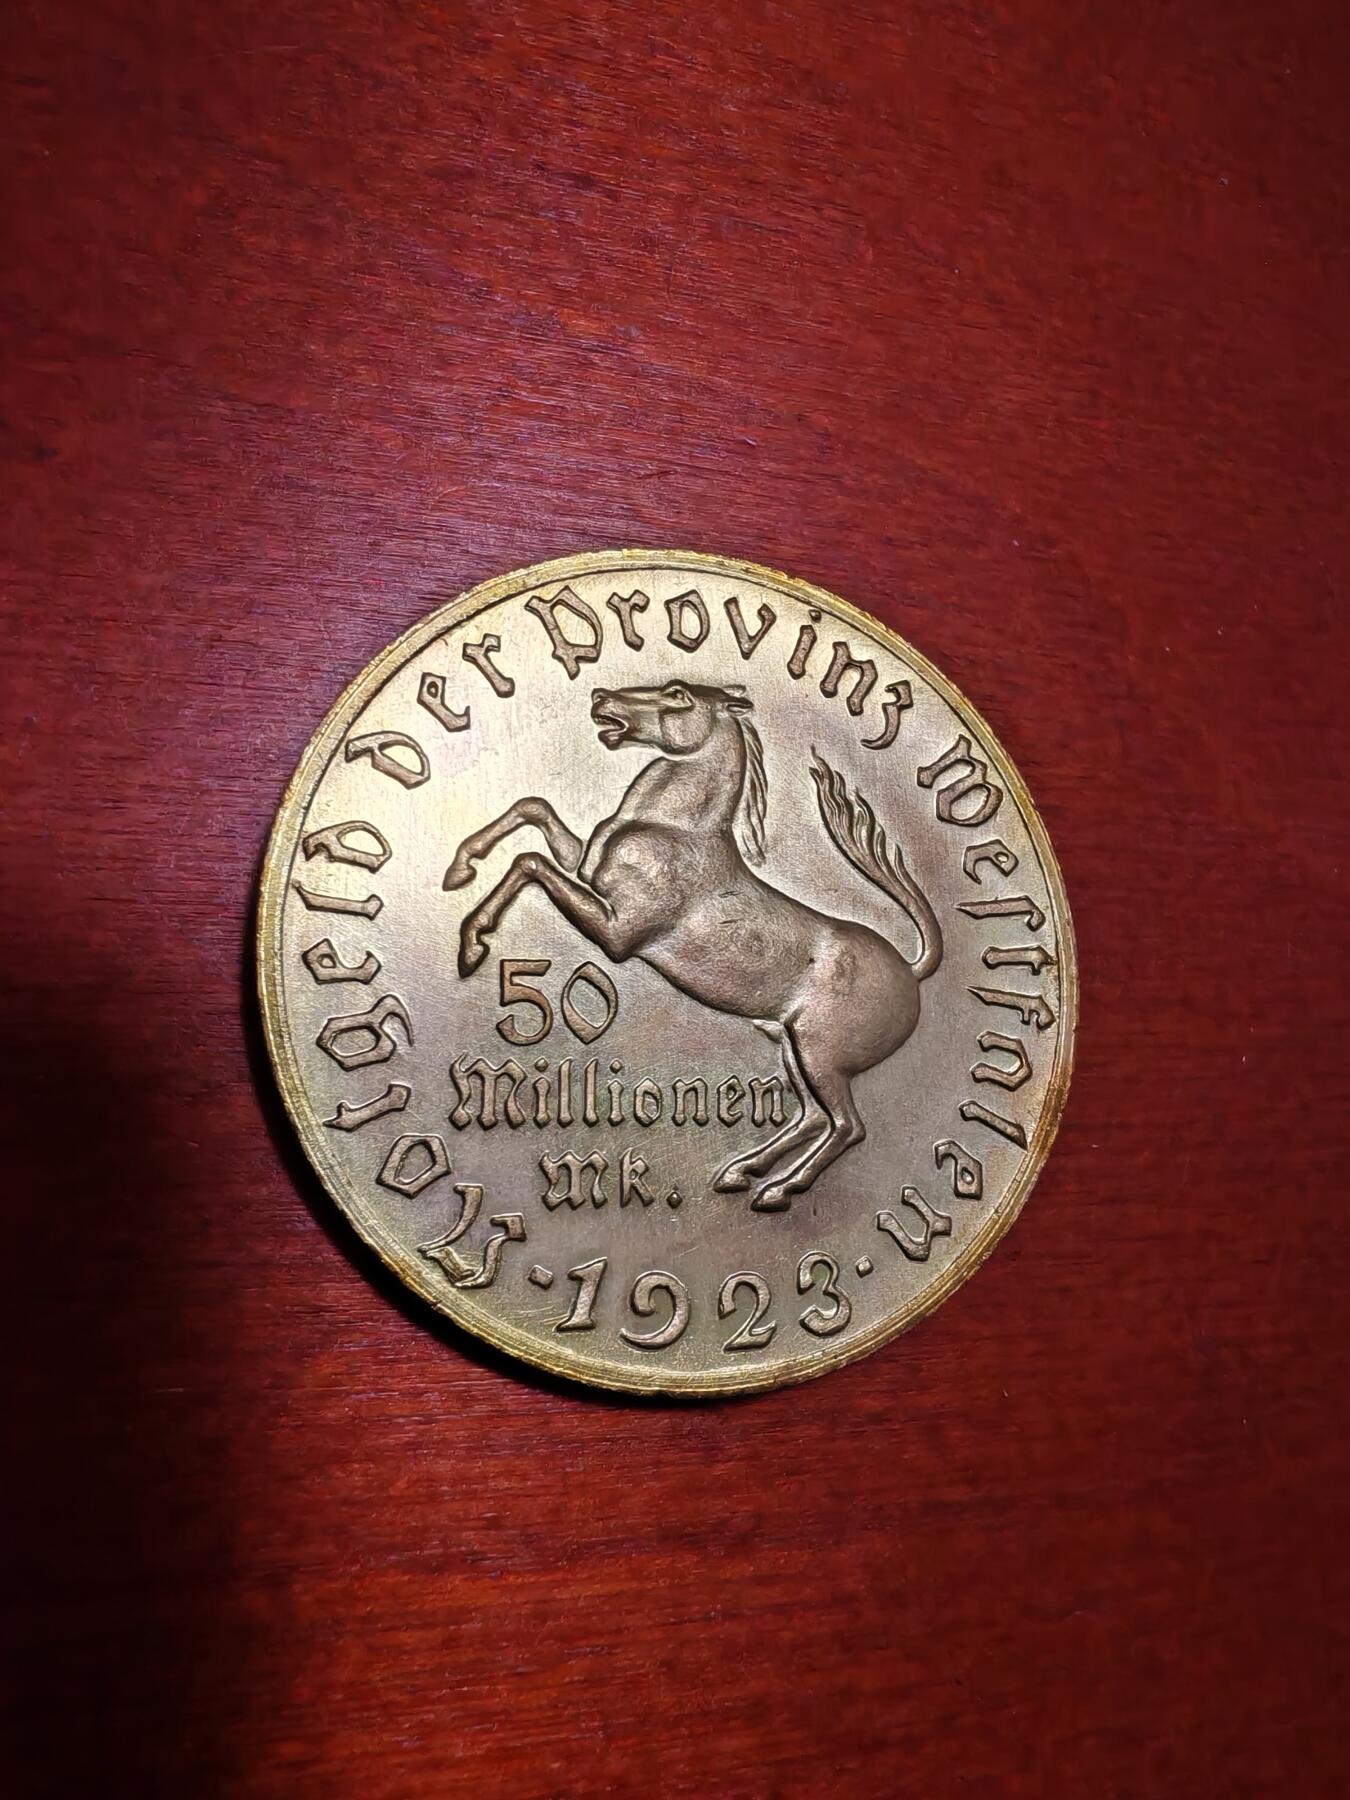 Notgeld der Provinz Westfalen
50
Millionen
Mk.
·1923·